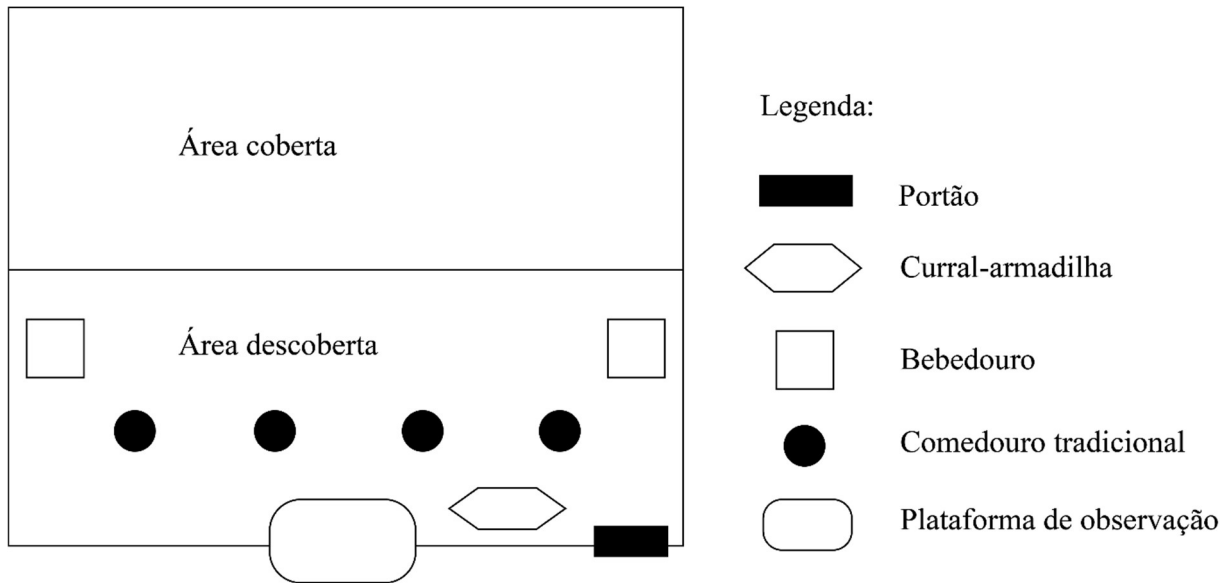 Área coberta
Área descoberta
Legenda:
Portão
Curral-armadilha
Bebedouro
Comedouro tradicional
Plataforma de observação